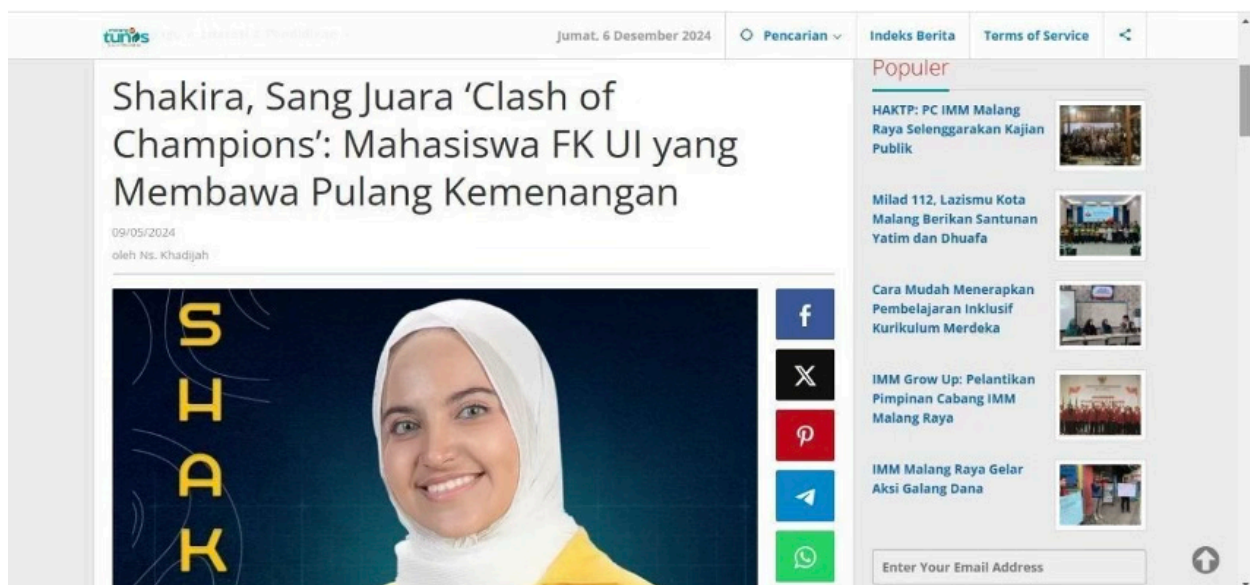 tunas
Jumat, 6 Desember 2024
Pencarian
Indeks Berita
Terms of Service
Shakira, Sang Juara ‘Clash of
Champions’: Mahasiswa FK UI yang
Membawa Pulang Kemenangan
09/05/2024
oleh Ns. Khadijah
S
H
A
K
Populer
HAKTP: PC IMM Malang
Raya Selenggarakan Kajian
Publik
Milad 112, Lazismu Kota
Malang Berikan Santunan
Yatim dan Dhuafa
Cara Mudah Menerapkan
Pembelajaran Inklusif
Kurikulum Merdeka
IMM Grow Up: Pelantikan
Pimpinan Cabang IMM
Malang Raya
IMM Malang Raya Gelar
Aksi Galang Dana
Enter Your Email Address